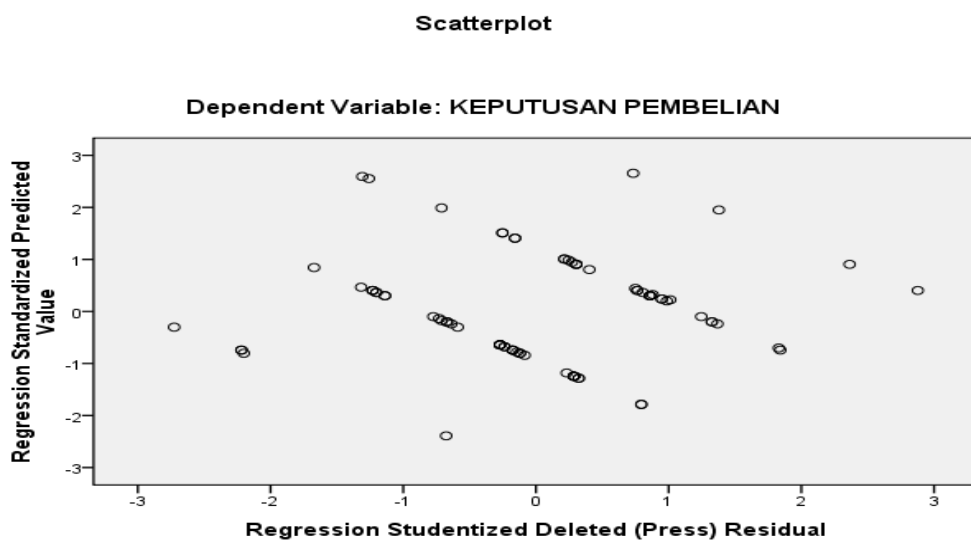 Scatterplot
Dependent Variable: KEPUTUSAN PEMBELIAN
Regression Standardized Predicted
Value
3
2
1
0
-1
-2
-3
-3
-2
-1
0
1
2
3
Regression Studentized Deleted (Press) Residual